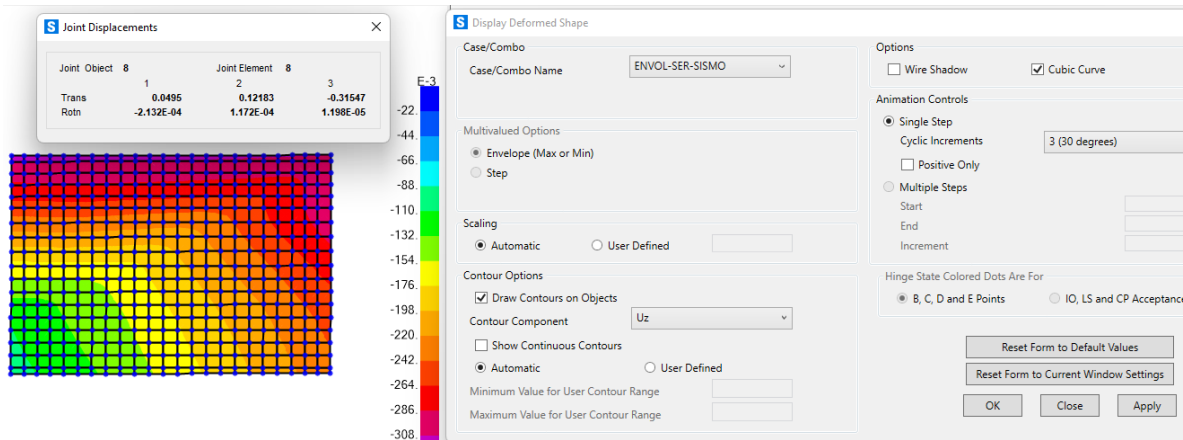 S Joint Displacements
Joint Object 8 Joint Element 8
1 2 3
Trans 0.0495 0.12183 -0.31547
Rotn -2.132E-04 1.172E-04 1.198E-05
E-3
-22.
-44.
-66.
-88.
-110.
-132.
-154.
-176.
-198.
-220.
-242.
-264.
-286.
-308.
S Display Deformed Shape
Case/Combo
Case/Combo Name ENVOL-SER-SISMO
Multivalued Options
Envelope (Max or Min)
Step
Scaling
Automatic User Defined
Contour Options
Draw Contours on Objects
Contour Component Uz
Show Continuous Contours
Automatic User Defined
Minimum Value for User Contour Range
Maximum Value for User Contour Range
Options
Wire Shadow Cubic Curve
Animation Controls
Single Step
Cyclic Increments 3 (30 degrees)
Positive Only
Multiple Steps
Start
End
Increment
Hinge State Colored Dots Are For
B, C, D and E Points IO, LS and CP Acceptance
Reset Form to Default Values
Reset Form to Current Window Settings
OK Close Apply